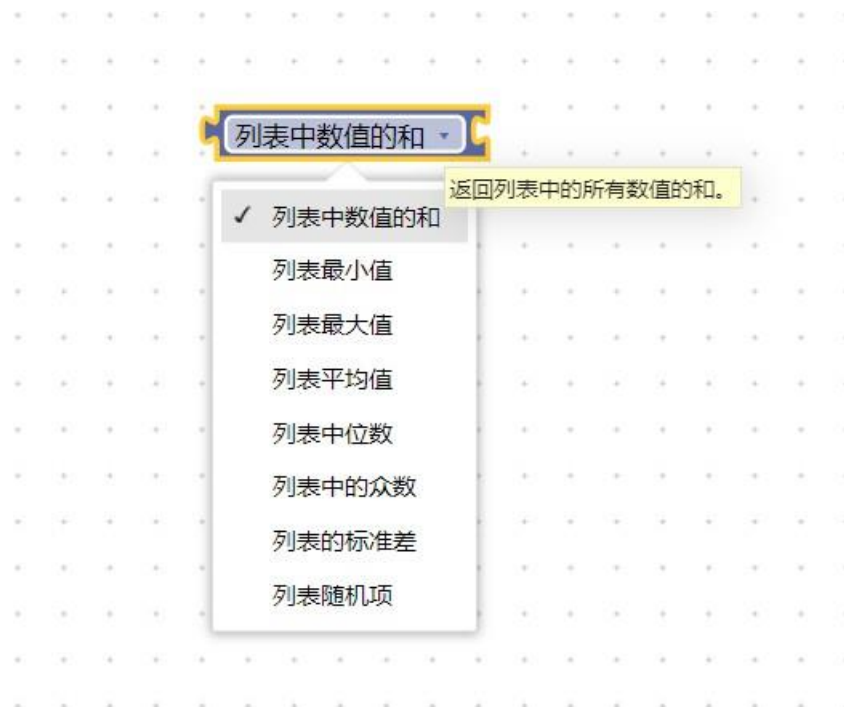 列表中数值的和
返回列表中的所有数值的和。
✓ 列表中数值的和
列表最小值
列表最大值
列表平均值
列表中位数
列表中的众数
列表的标准差
列表随机项